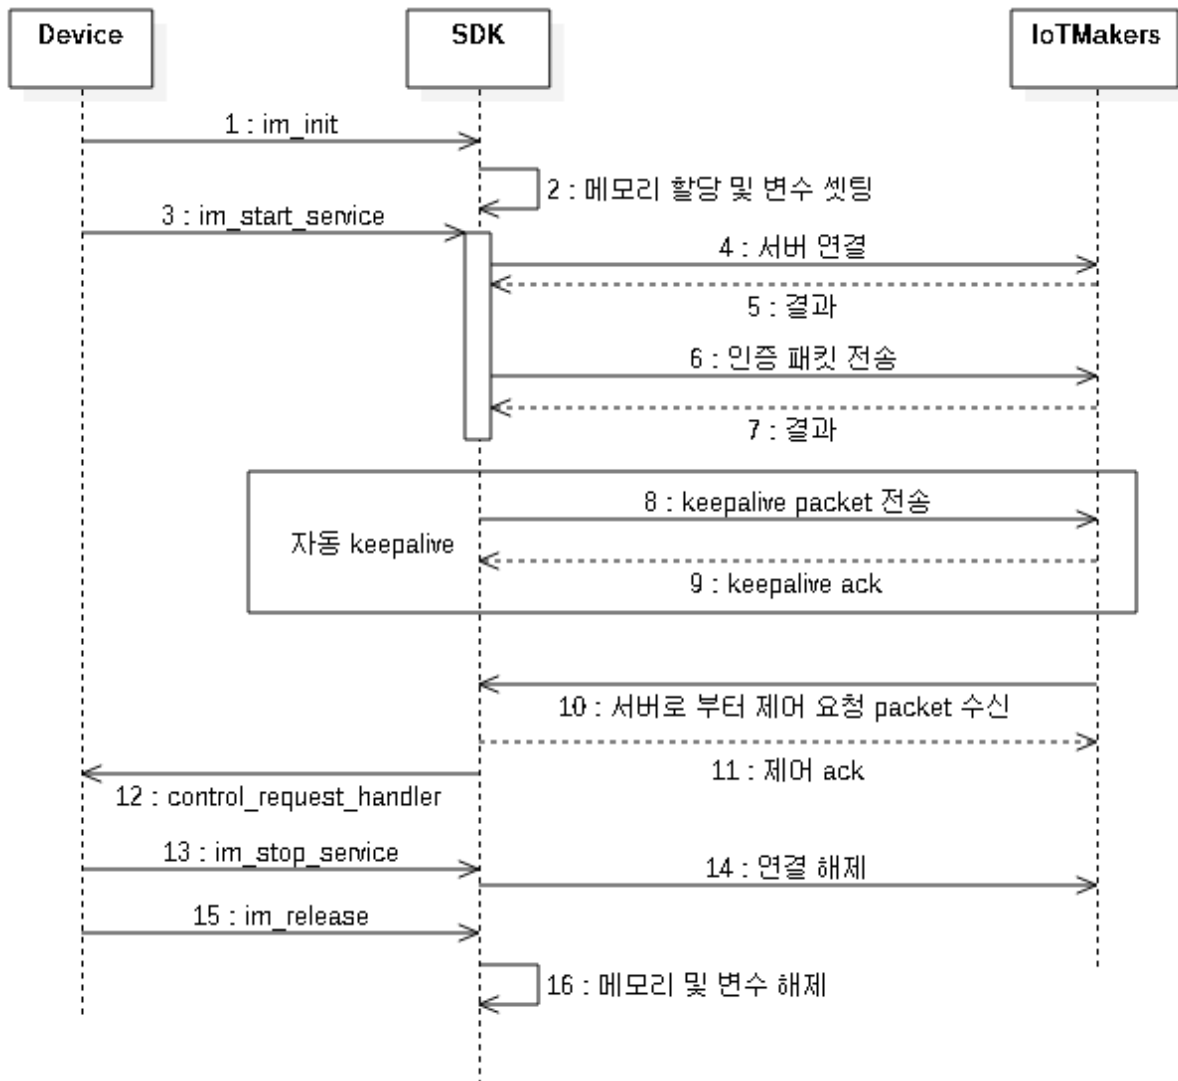 Device
SDK
IoTMakers
1 : im_init
2 : 메모리 할당 및 변수 셋팅
3 : im_start_service
4 : 서버 연결
5 : 결과
6 : 인증 패킷 전송
7 : 결과
8 : keepalive packet 전송
자동 keepalive
9 : keepalive ack
10 : 서버로 부터 제어 요청 packet 수신
11 : 제어 ack
12 : control_request_handler
13 : im_stop_service
14 : 연결 해제
15 : im_release
16 : 메모리 및 변수 해제